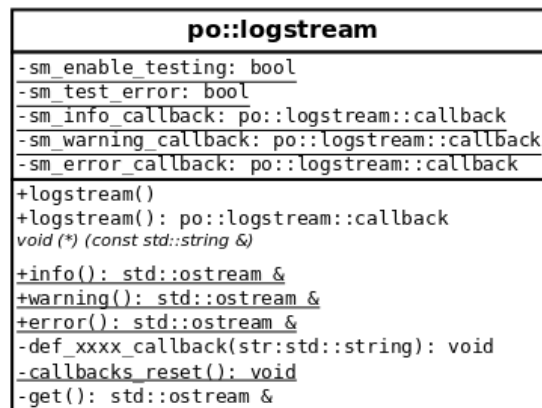 po::logstream
-sm_enable_testing: bool
-sm_test_error: bool
-sm_info_callback: po::logstream::callback
-sm_warning_callback: po::logstream::callback
-sm_error_callback: po::logstream::callback
+logstream()
+logstream(): po::logstream::callback
void (*) (const std::string &)
+info(): std::ostream &
+warning(): std::ostream &
+error(): std::ostream &
-def_xxxx_callback(str:std::string): void
-callbacks_reset(): void
-get(): std::ostream &